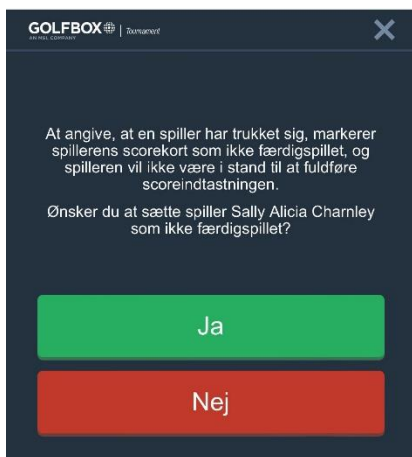 GOLFBOX | Tournament
AN MSL COMPANY
At angive, at en spiller har trukket sig, markerer
spillerens scorekort som ikke færdigspillet, og
spilleren vil ikke være i stand til at fuldføre
scoreindtastningen.
Ønsker du at sætte spiller Sally Alicia Charnley
som ikke færdigspillet?
Ja
Nej